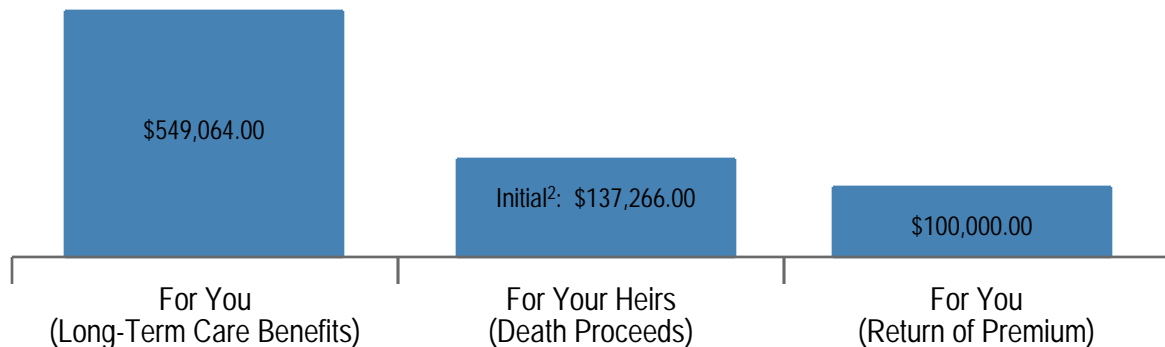 $549,064.00
Initial²: $137,266.00
$100,000.00
For You
(Long-Term Care Benefits)
For Your Heirs
(Death Proceeds)
For You
(Return of Premium)